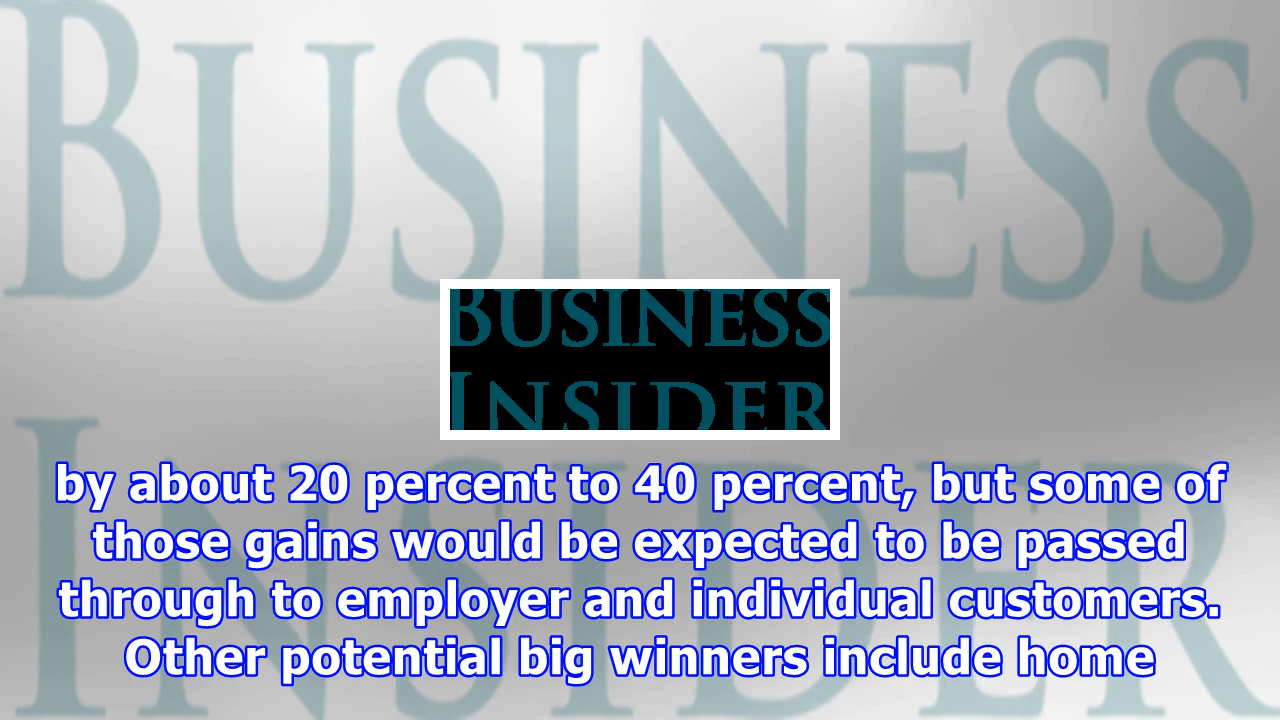 BUSINESS
INSIDER
BUSINESS
INSIDER
by about 20 percent to 40 percent, but some of
those gains would be expected to be passed
through to employer and individual customers.
Other potential big winners include home